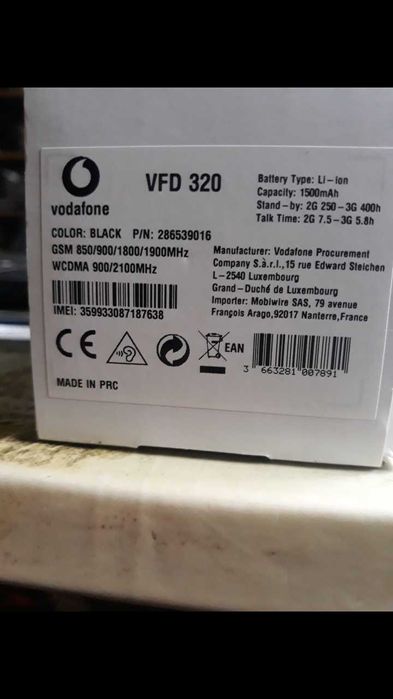 vodafone
VFD 320
Battery Type: Li-ion
Capacity: 1500mAh
Stand-by: 2G 250-3G 400h
Talk Time: 2G 7.5-3G 5.8h
COLOR: BLACK P/N: 286539016
GSM 850/900/1800/1900MHz
WCDMA 900/2100MHz
IMEI: 359933087187638
Manufacturer: Vodafone Procurement
Company S.à.r.l.,15 rue Edward Steichen
L-2540 Luxembourg
Grand-Duché de Luxembourg
Importer: Mobiwire SAS, 79 avenue
François Arago,92017 Nanterre,France
CE
EAN
3 663281 007891
MADE IN PRC